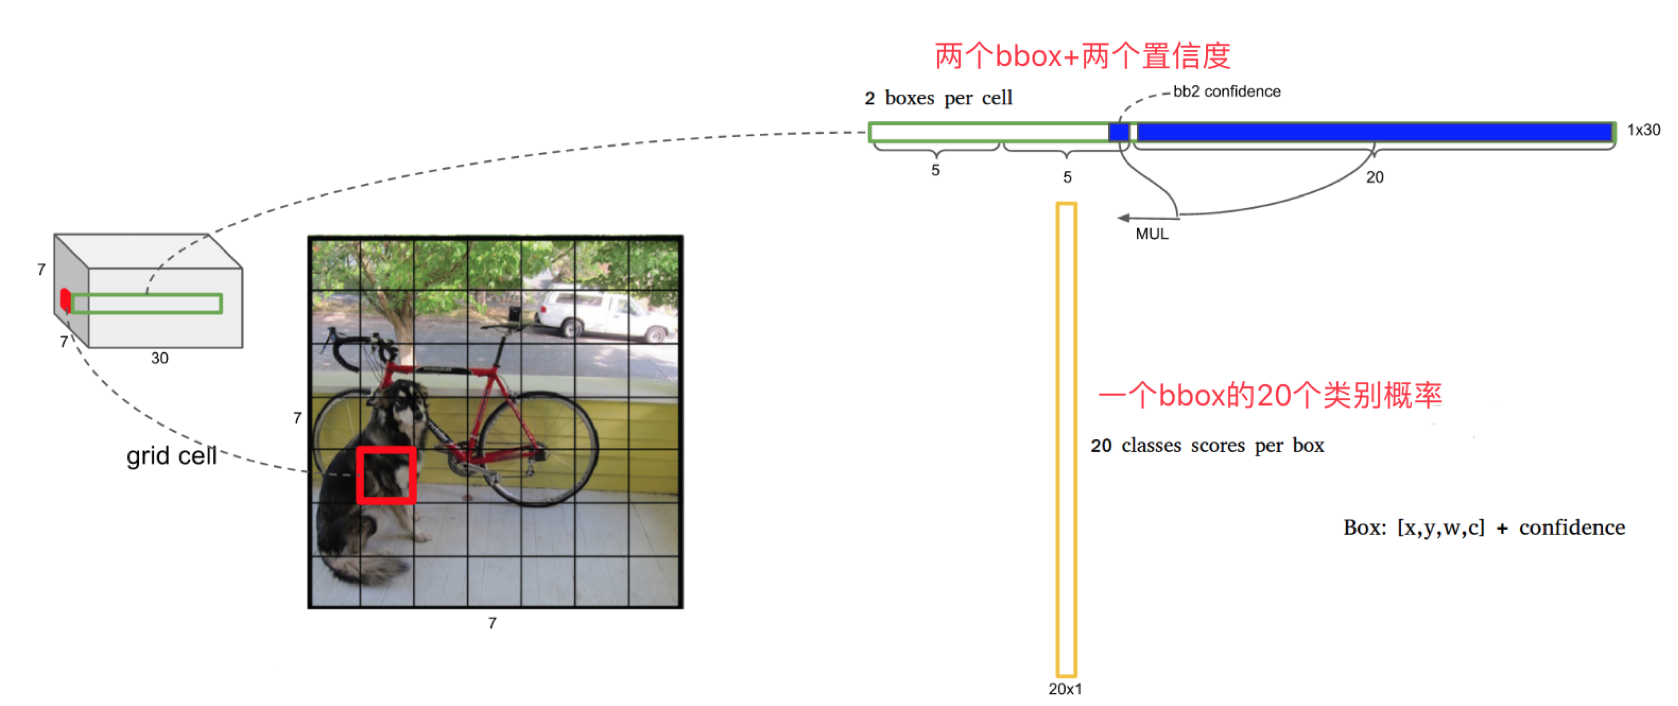 两个bbox+两个置信度
2 boxes per cell
bb2 confidence
1x30
5
5
20
MUL
7
7
30
grid cell
7
7
一个bbox的20个类别概率
20 classes scores per box
Box: [x,y,w,c] + confidence
20x1